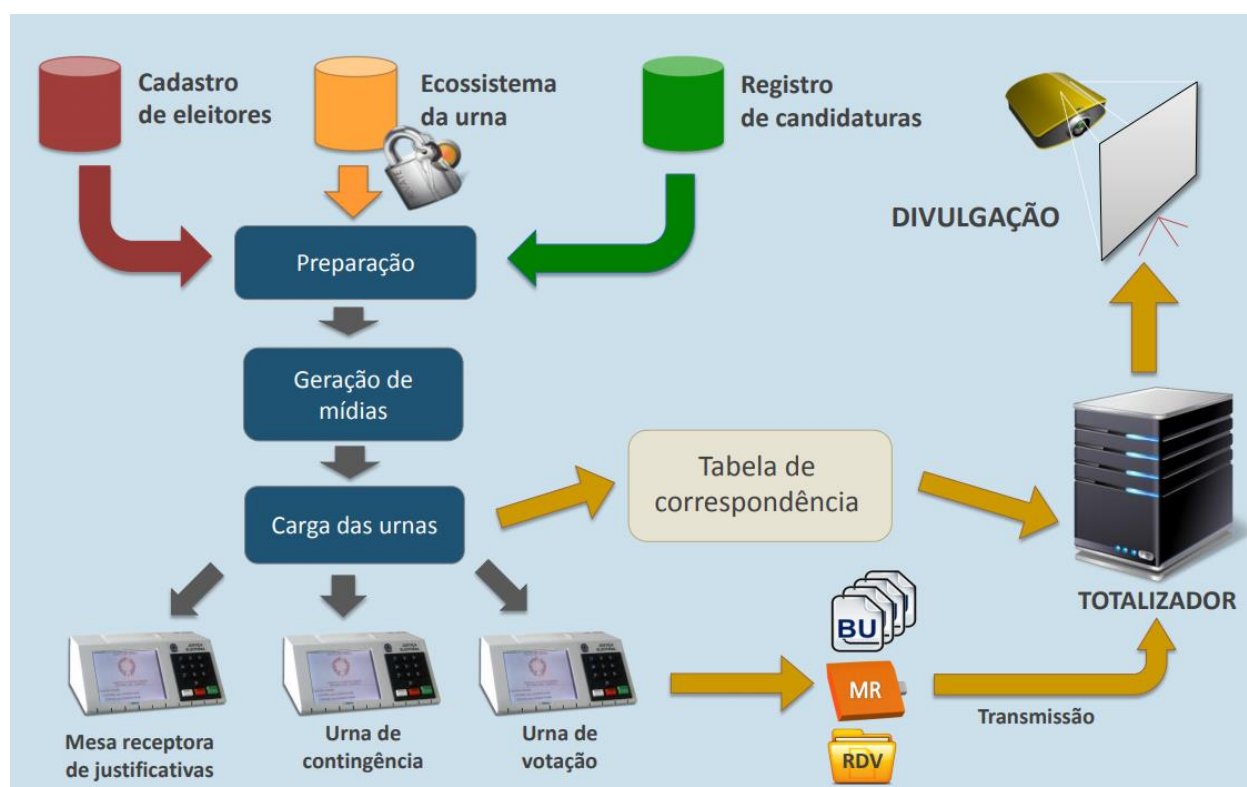 Cadastro
de eleitores
Ecossistema
da urna
Registro
de candidaturas
DIVULGAÇÃO
Preparação
Geração de
mídias
Carga das urnas
Tabela de
correspondência
TOTALIZADOR
BU
MR
RDV
Transmissão
Mesa receptora
de justificativas
Urna de
contingência
Urna de
votação